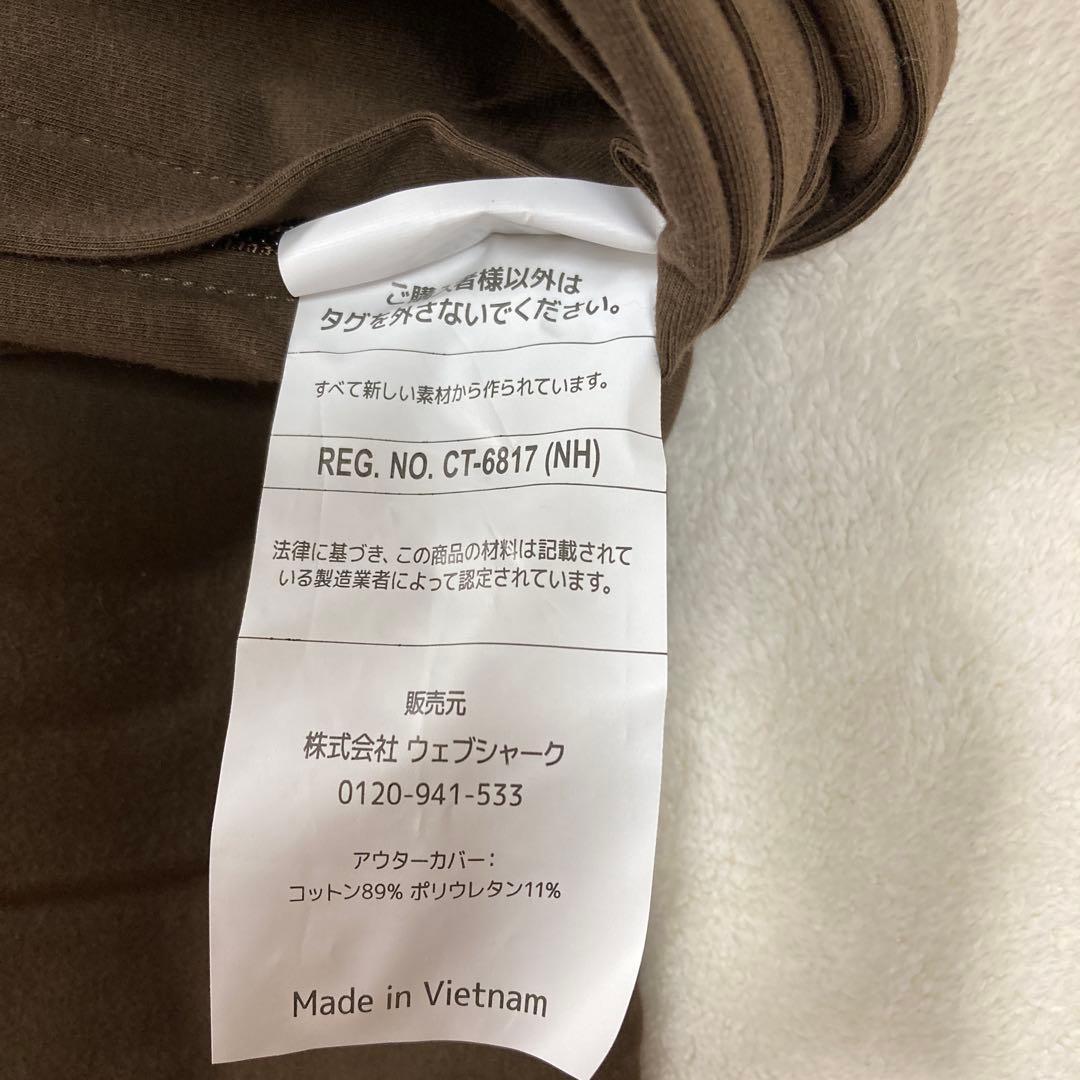 ご購入者様以外は
タグを外さないでください。
すべて新しい素材から作られています。
REG. NO. CT-6817 (NH)
法律に基づき、この商品の材料は記載されて
いる製造業者によって認定されています。
販売元
株式会社 ウェブシャーク
0120-941-533
アウターカバー:
コットン89% ポリウレタン11%
Made in Vietnam